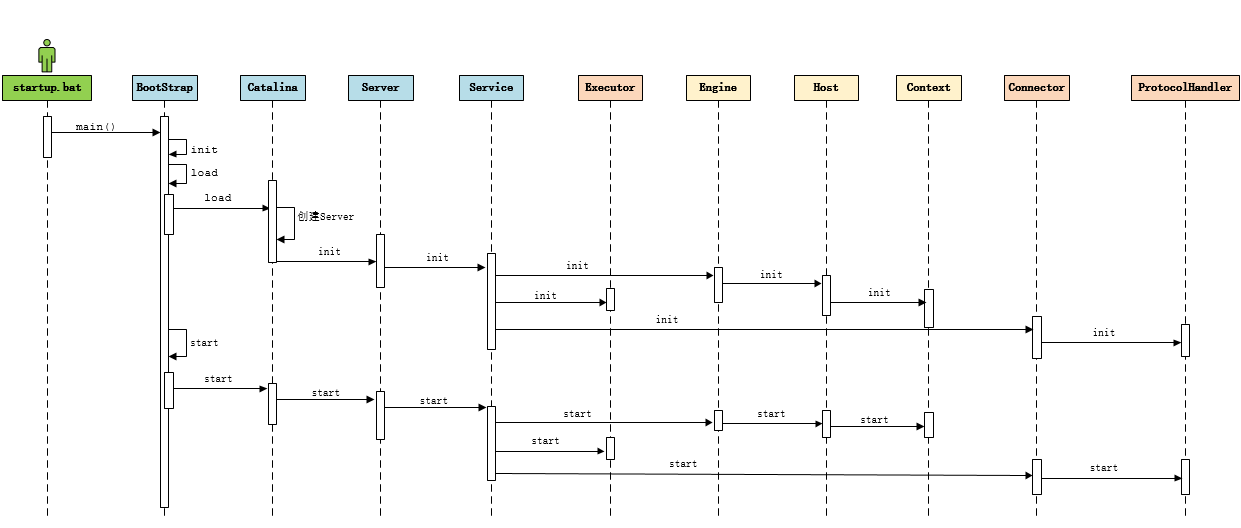 startup.bat
BootStrap
Catalina
Server
Service
Executor
Engine
Host
Context
Connector
ProtocolHandler
main()
init
load
load
创建Server
init
init
init
init
init
init
init
init
start
start
start
start
start
start
start
start
start
start